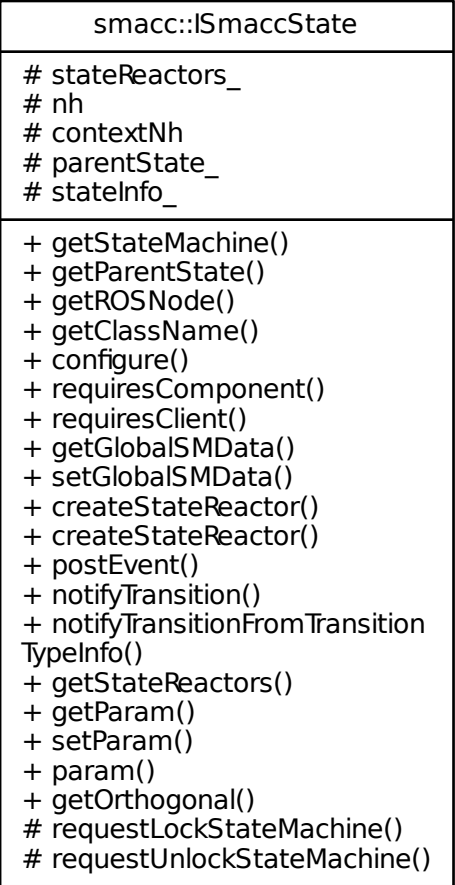 smacc::ISmaccState
# stateReactors_
# nh
# contextNh
# parentState_
# stateInfo_
+ getStateMachine()
+ getParentState()
+ getROSNode()
+ getClassName()
+ configure()
+ requiresComponent()
+ requiresClient()
+ getGlobalSMData()
+ setGlobalSMData()
+ createStateReactor()
+ createStateReactor()
+ postEvent()
+ notifyTransition()
+ notifyTransitionFromTransition
TypeInfo()
+ getStateReactors()
+ getParam()
+ setParam()
+ param()
+ getOrthogonal()
# requestLockStateMachine()
# requestUnlockStateMachine()